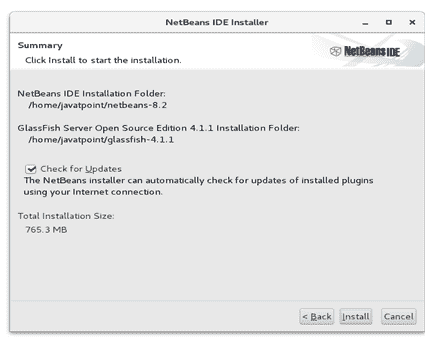 NetBeans IDE Installer
Summary
Click Install to start the installation.
NetBeans IDE
NetBeans IDE Installation Folder:
/home/javatpoint/netbeans-8.2
GlassFish Server Open Source Edition 4.1.1 Installation Folder:
/home/javatpoint/glassfish-4.1.1
Check for Updates
The NetBeans installer can automatically check for updates of installed plugins
using your Internet connection.
Total Installation Size:
765.3 MB
< Back Install Cancel